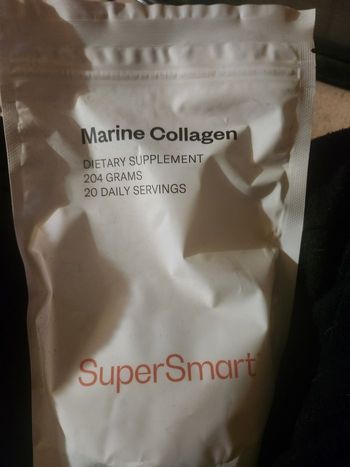 Marine Collagen
DIETARY SUPPLEMENT
204 GRAMS
20 DAILY SERVINGS
SuperSmart